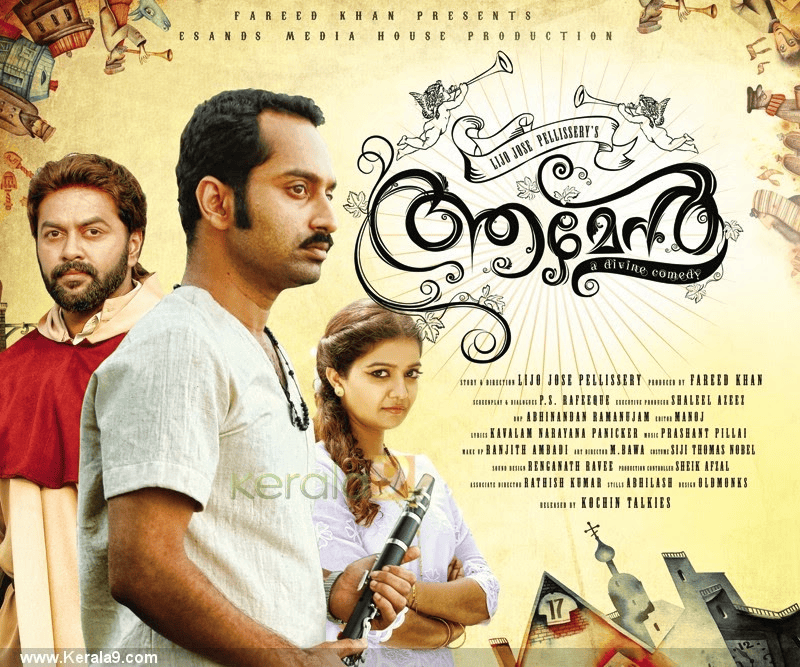 FAREED KHAN PRESENTS
ESANDS MEDIA HOUSE PRODUCTION
LIJO JOSE PELLISSERY'S
ആമേൻ
a divine comedy
STORY & DIRECTION LIJO JOSE PELLISSERY PRODUCED BY FAREED KHAN
SCREENPLAY & DIALOGUES P.S. RAFEEQUE EXECUTIVE PRODUCER SHALEEL AZEEZ
DOP ABHINANDAN RAMANUJAM EDITOR MANOJ
LYRICS KAVALAM NARAYANA PANICKER MUSIC PRASHANT PILLAI
MAKE UP RANJITH AMBADI ART DIRECTOR M.BAWA COSTUME SIJI THOMAS NOBEL
SOUND DESIGN RENGANATH RAVEE PRODUCTION CONTROLLER SHEIK AFZAL
ASSOCIATE DIRECTOR RATHISH KUMAR STILLS ABHILASH DESIGN OLDMONKS
RELEASED BY KOCHIN TALKIES
kerala9
17
www.Kerala9.com